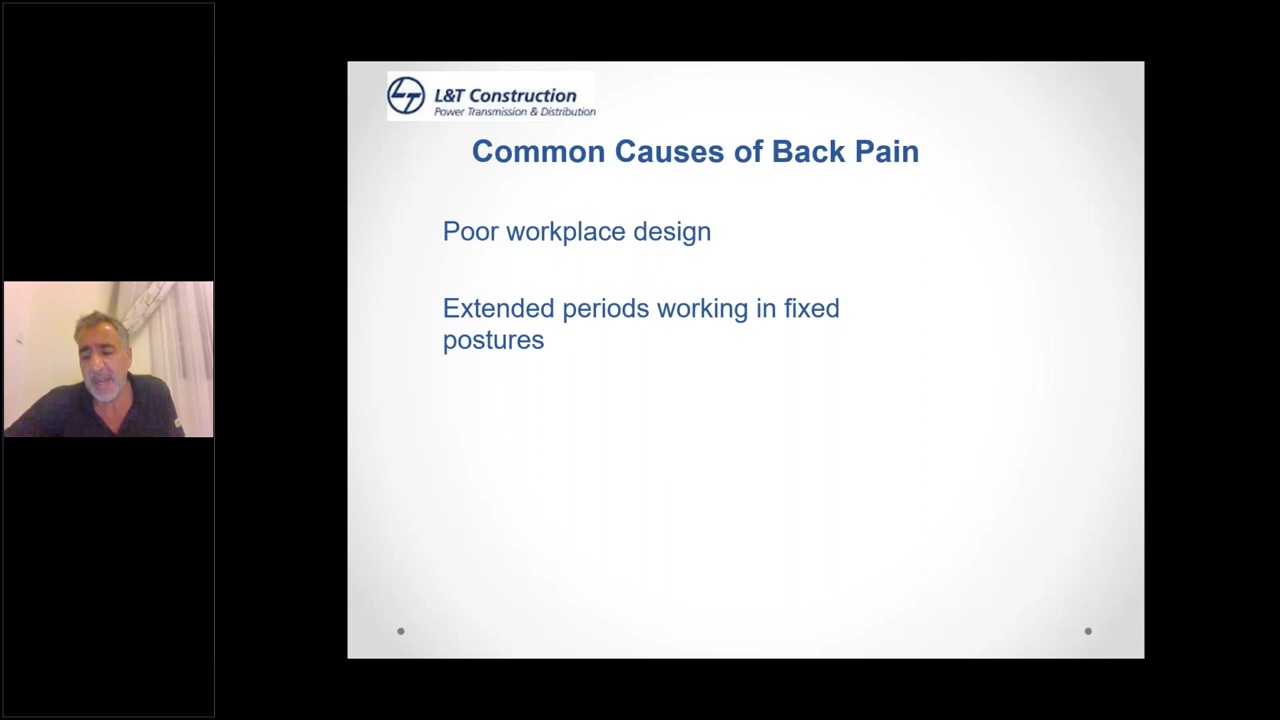 L&T Construction
Power Transmission & Distribution
Common Causes of Back Pain
Poor workplace design
Extended periods working in fixed
postures